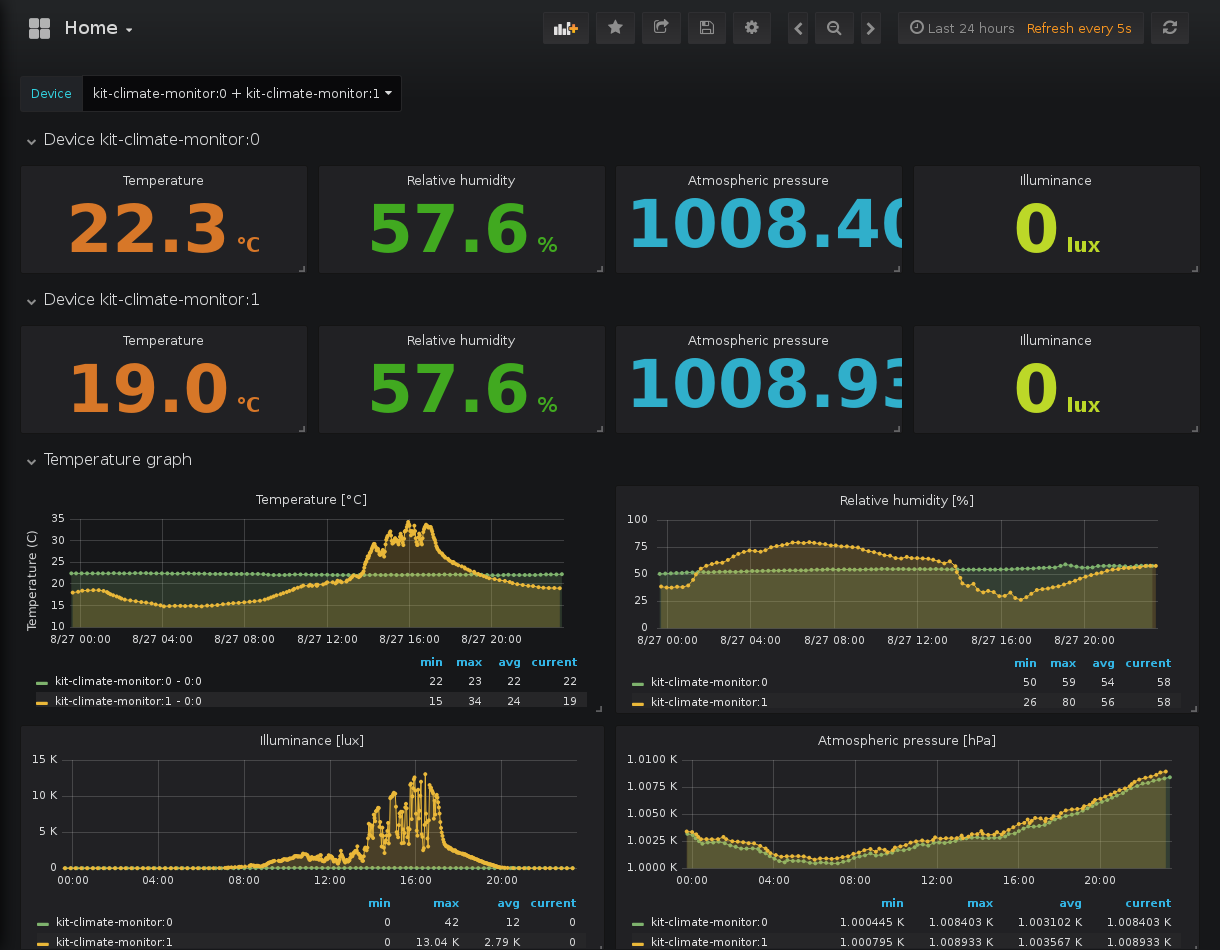 Home
Last 24 hours Refresh every 5s
Device kit-climate-monitor:0 + kit-climate-monitor:1
Device kit-climate-monitor:0
Temperature
22.3 °C
Relative humidity
57.6 %
Atmospheric pressure
1008.40
Illuminance
0 lux
Device kit-climate-monitor:1
Temperature
19.0 °C
Relative humidity
57.6 %
Atmospheric pressure
1008.93
Illuminance
0 lux
Temperature graph
Temperature [°C]
Temperature (C)
35
30
25
20
15
10
8/27 00:00 8/27 04:00 8/27 08:00 8/27 12:00 8/27 16:00 8/27 20:00
min max avg current
kit-climate-monitor:0 - 0:0 22 23 22 22
kit-climate-monitor:1 - 0:0 15 34 24 19
Relative humidity [%]
100
75
50
25
0
8/27 00:00 8/27 04:00 8/27 08:00 8/27 12:00 8/27 16:00 8/27 20:00
min max avg current
kit-climate-monitor:0 50 59 54 58
kit-climate-monitor:1 26 80 56 58
Illuminance [lux]
15 K
10 K
5 K
0
00:00 04:00 08:00 12:00 16:00 20:00
min max avg current
kit-climate-monitor:0 0 42 12 0
kit-climate-monitor:1 0 13.04 K 2.79 K 0
Atmospheric pressure [hPa]
1.0100 K
1.0075 K
1.0050 K
1.0025 K
1.0000 K
00:00 04:00 08:00 12:00 16:00 20:00
min max avg current
kit-climate-monitor:0 1.000445 K 1.008403 K 1.003102 K 1.008403 K
kit-climate-monitor:1 1.000795 K 1.008933 K 1.003567 K 1.008933 K